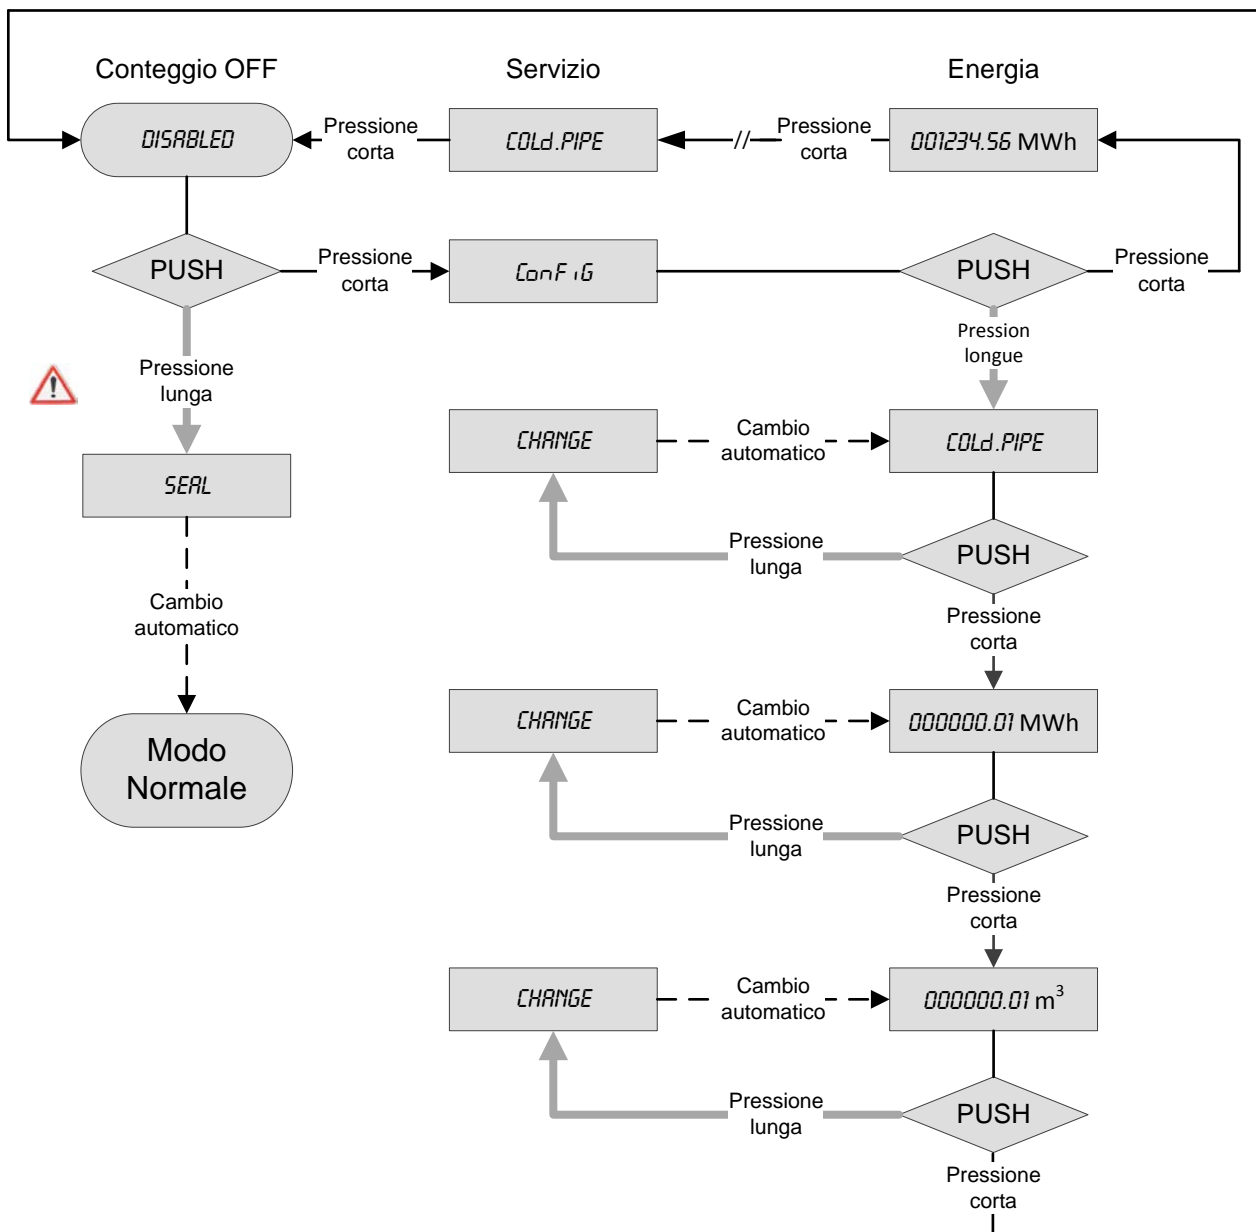 Conteggio OFF
Servizio
Energia
DISABLED
Pressione
corta
COLd.PIPE
//
Pressione
corta
001234.56 MWh
PUSH
Pressione
corta
ConFiG
PUSH
Pressione
corta
Pressione
lunga
Pression
longue
CHANGE
Cambio
automatico
COLd.PIPE
SEAL
Pressione
lunga
PUSH
Cambio
automatico
Pressione
corta
CHANGE
Cambio
automatico
000000.01 MWh
Modo
Normale
Pressione
lunga
PUSH
Pressione
corta
CHANGE
Cambio
automatico
000000.01 m³
Pressione
lunga
PUSH
Pressione
corta